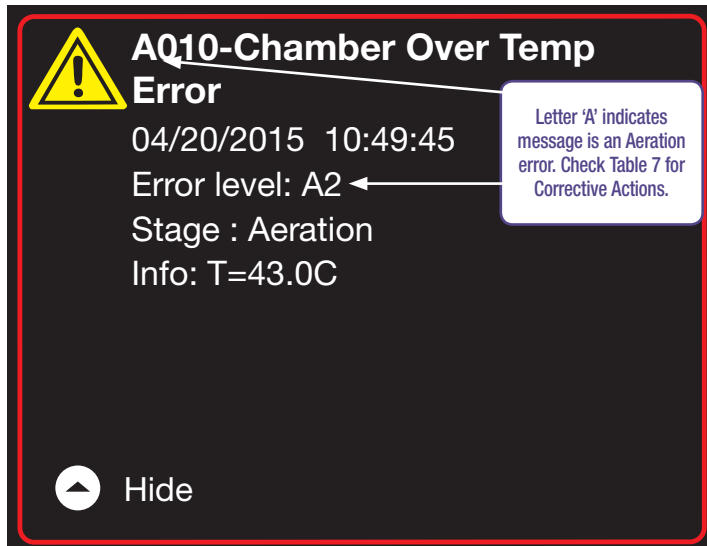 A010-Chamber Over Temp
Error
04/20/2015 10:49:45
Error level: A2
Stage : Aeration
Info: T=43.0C
Letter ‘A’ indicates
message is an Aeration
error. Check Table 7 for
Corrective Actions.
Hide